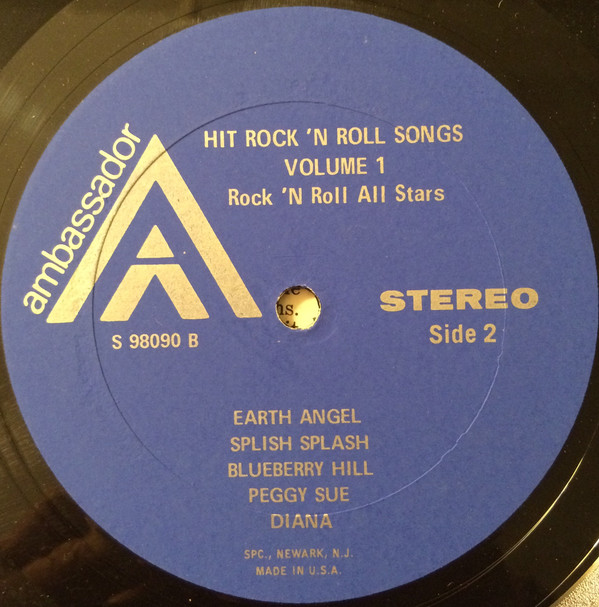 ambassador
HIT ROCK 'N ROLL SONGS
VOLUME 1
Rock 'N Roll All Stars
S 98090 B
STEREO
Side 2
EARTH ANGEL
SPLISH SPLASH
BLUEBERRY HILL
PEGGY SUE
DIANA
SPC., NEWARK, N.J.
MADE IN U.S.A.